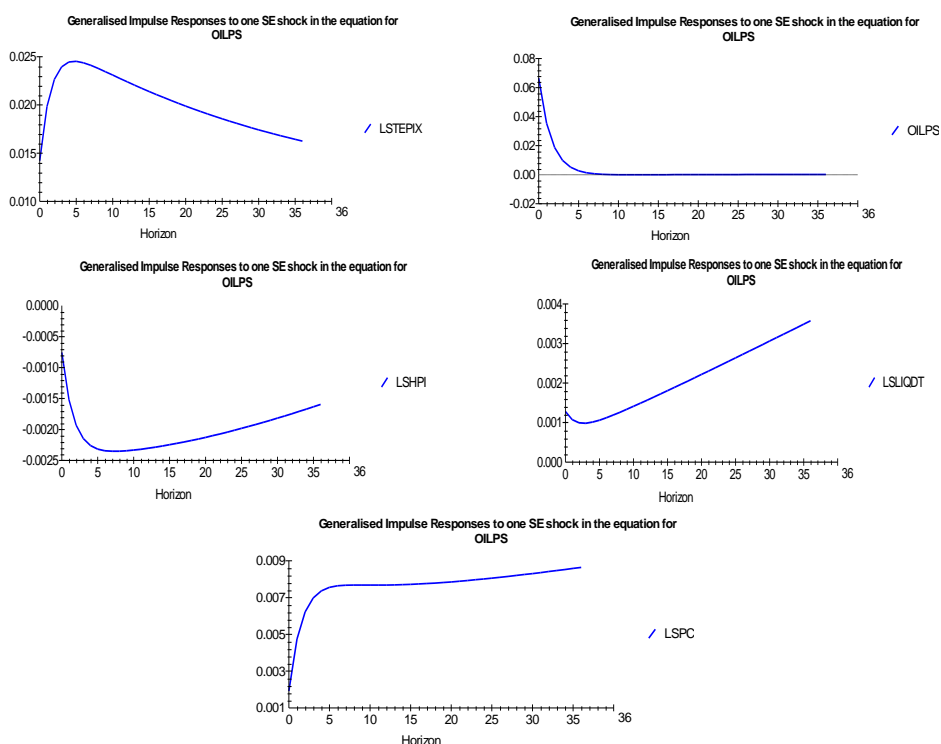 Generalised Impulse Responses to one SE shock in the equation for
OILPS
0.025
0.020
0.015
0.010
0 5 10 15 20 25 30 35 36
Horizon
LSTEPIX
Generalised Impulse Responses to one SE shock in the equation for
OILPS
0.08
0.06
0.04
0.02
0.00
-0.02
0 5 10 15 20 25 30 35 36
Horizon
OILPS
Generalised Impulse Responses to one SE shock in the equation for
OILPS
0.0000
-0.0005
-0.0010
-0.0015
-0.0020
-0.0025
0 5 10 15 20 25 30 35 36
Horizon
LSHPI
Generalised Impulse Responses to one SE shock in the equation for
OILPS
0.004
0.003
0.002
0.001
0.000
0 5 10 15 20 25 30 35 36
Horizon
LSLIQDT
Generalised Impulse Responses to one SE shock in the equation for
OILPS
0.009
0.007
0.005
0.003
0.001
0 5 10 15 20 25 30 35 36
Horizon
LSPC